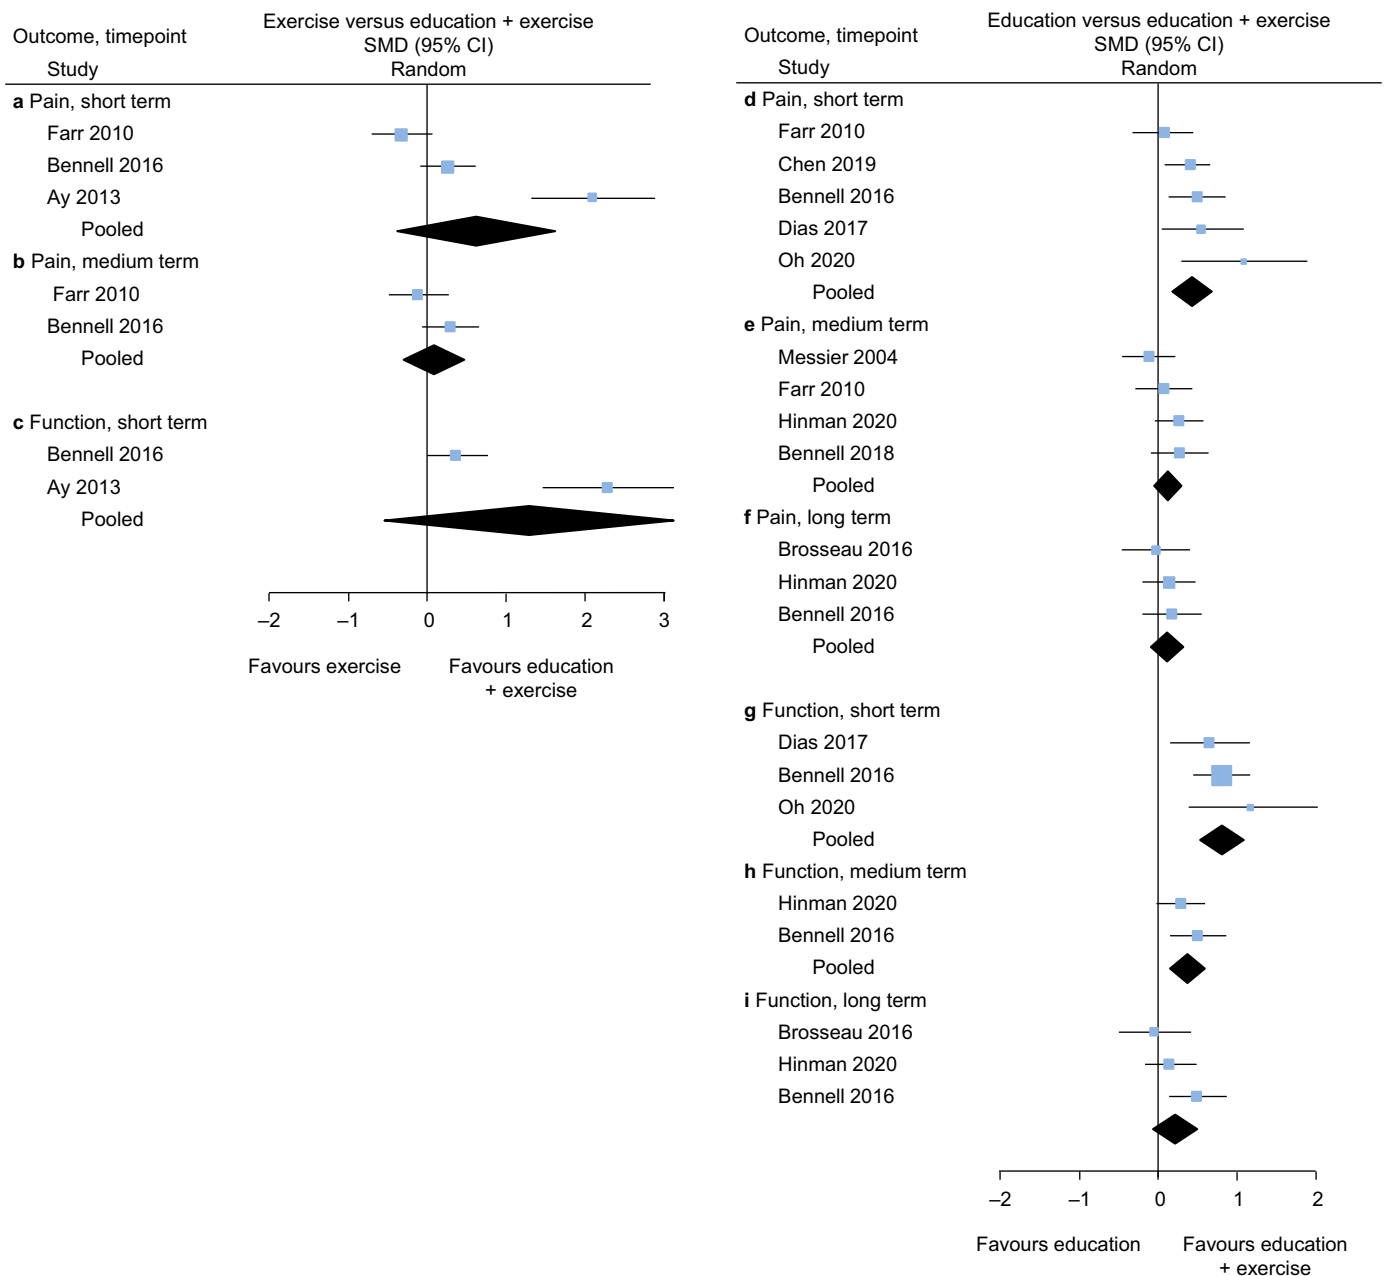 Exercise versus education + exercise
Outcome, timepoint
SMD (95% CI)
Study
Random
a Pain, short term
Farr 2010
Bennell 2016
Ay 2013
Pooled
b Pain, medium term
Farr 2010
Bennell 2016
Pooled
c Function, short term
Bennell 2016
Ay 2013
Pooled
–2 –1 0 1 2 3
Favours exercise
Favours education
+ exercise
Education versus education + exercise
Outcome, timepoint
SMD (95% CI)
Study
Random
d Pain, short term
Farr 2010
Chen 2019
Bennell 2016
Dias 2017
Oh 2020
Pooled
e Pain, medium term
Messier 2004
Farr 2010
Hinman 2020
Bennell 2018
Pooled
f Pain, long term
Brosseau 2016
Hinman 2020
Bennell 2016
Pooled
g Function, short term
Dias 2017
Bennell 2016
Oh 2020
Pooled
h Function, medium term
Hinman 2020
Bennell 2016
Pooled
i Function, long term
Brosseau 2016
Hinman 2020
Bennell 2016
–2 –1 0 1 2
Favours education
Favours education
+ exercise